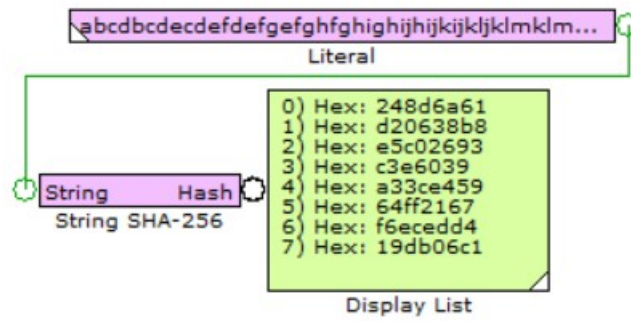 abcdbcdecdefdefgefghfghighijhijkijkljklmklm...
Literal
0) Hex: 248d6a61
1) Hex: d20638b8
2) Hex: e5c02693
3) Hex: c3e6039
4) Hex: a33ce459
5) Hex: 64ff2167
6) Hex: f6ecedd4
7) Hex: 19db06c1
String Hash
String SHA-256
Display List